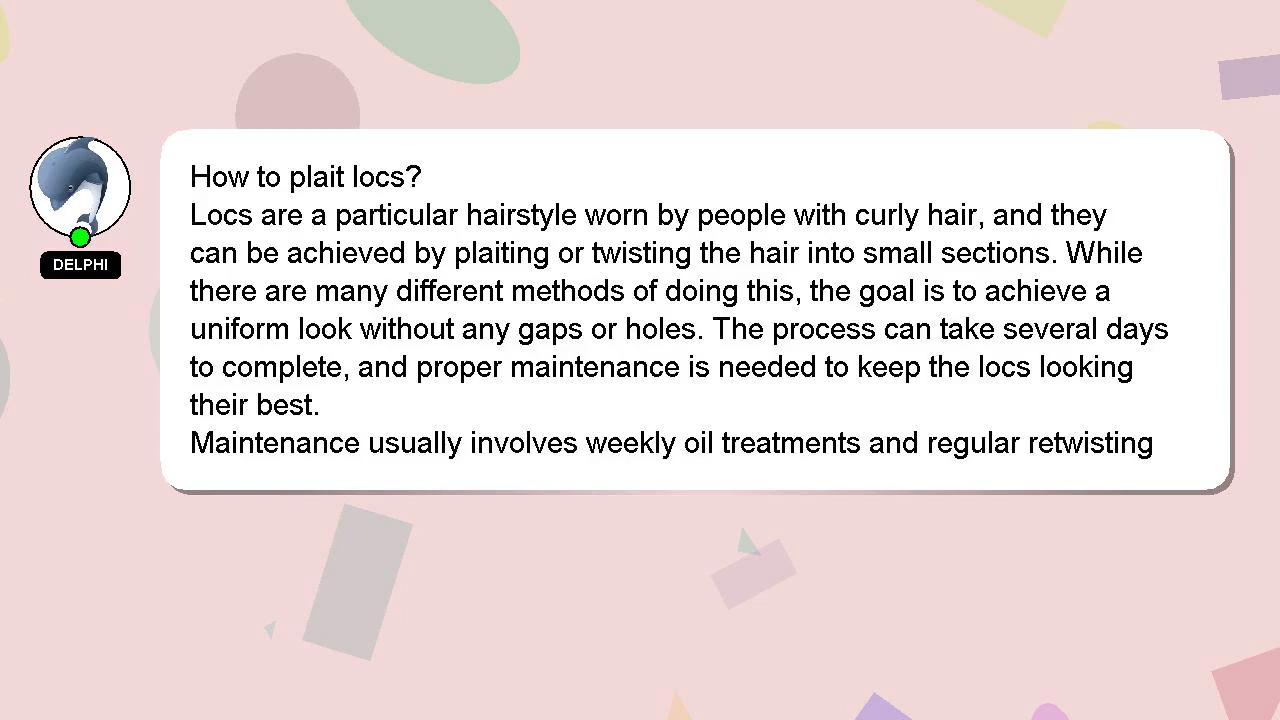 How to plait locs?
Locs are a particular hairstyle worn by people with curly hair, and they
can be achieved by plaiting or twisting the hair into small sections. While
there are many different methods of doing this, the goal is to achieve a
uniform look without any gaps or holes. The process can take several days
to complete, and proper maintenance is needed to keep the locs looking
their best.
Maintenance usually involves weekly oil treatments and regular retwisting
DELPHI